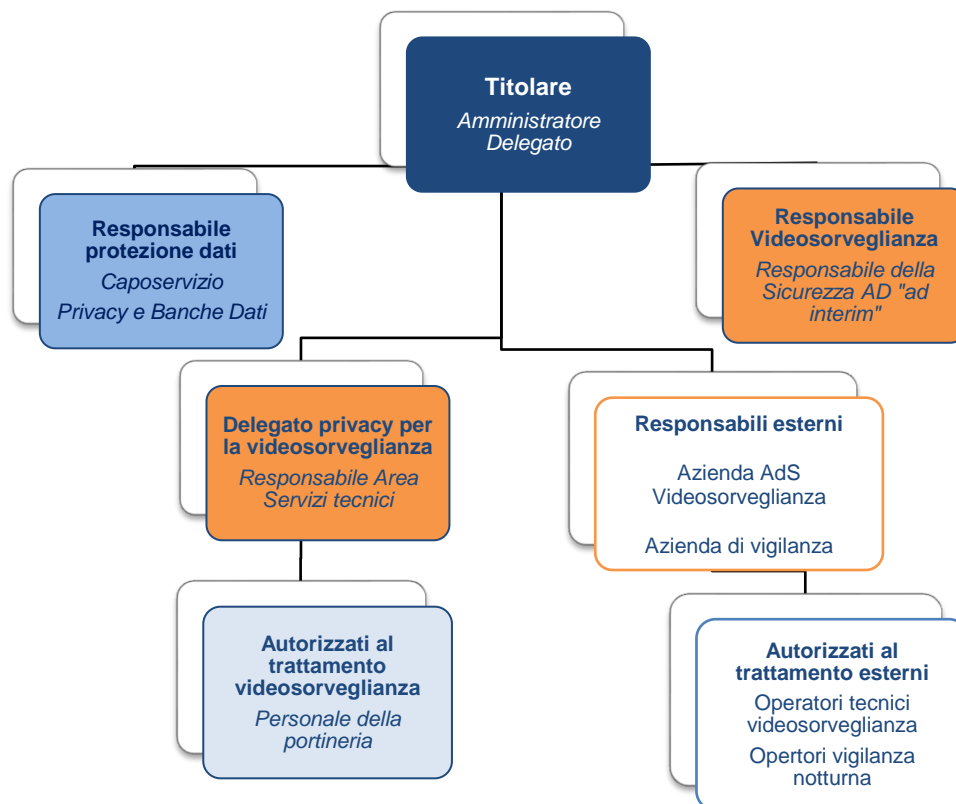 Titolare
Amministratore
Delegato
Responsabile
protezione dati
Caposervizio
Privacy e Banche Dati
Responsabile
Videosorveglianza
Responsabile della
Sicurezza AD "ad
interim"
Delegato privacy per
la videosorveglianza
Responsabile Area
Servizi tecnici
Responsabili esterni
Azienda AdS
Videosorveglianza
Azienda di vigilanza
Autorizzati al
trattamento
videosorveglianza
Personale della
portineria
Autorizzati al
trattamento esterni
Operatori tecnici
videosorveglianza
Opertori vigilanza
notturna